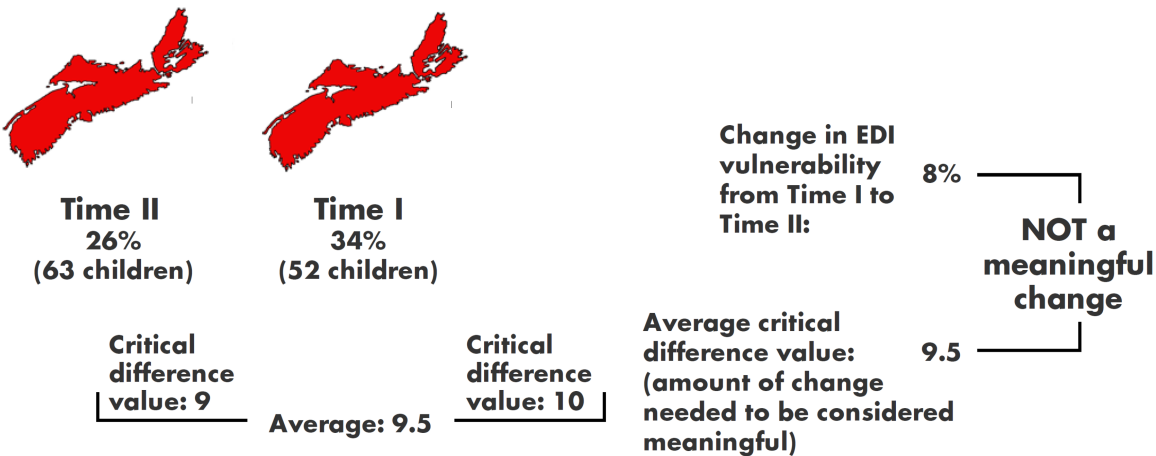 Time II
26%
(63 children)
Time I
34%
(52 children)
Critical
difference
value: 9
Average: 9.5
Critical
difference
value: 10
Change in EDI
vulnerability
from Time I to
Time II:
8%
Average critical
difference value:
(amount of change
needed to be considered
meaningful)
9.5
NOT a
meaningful
change